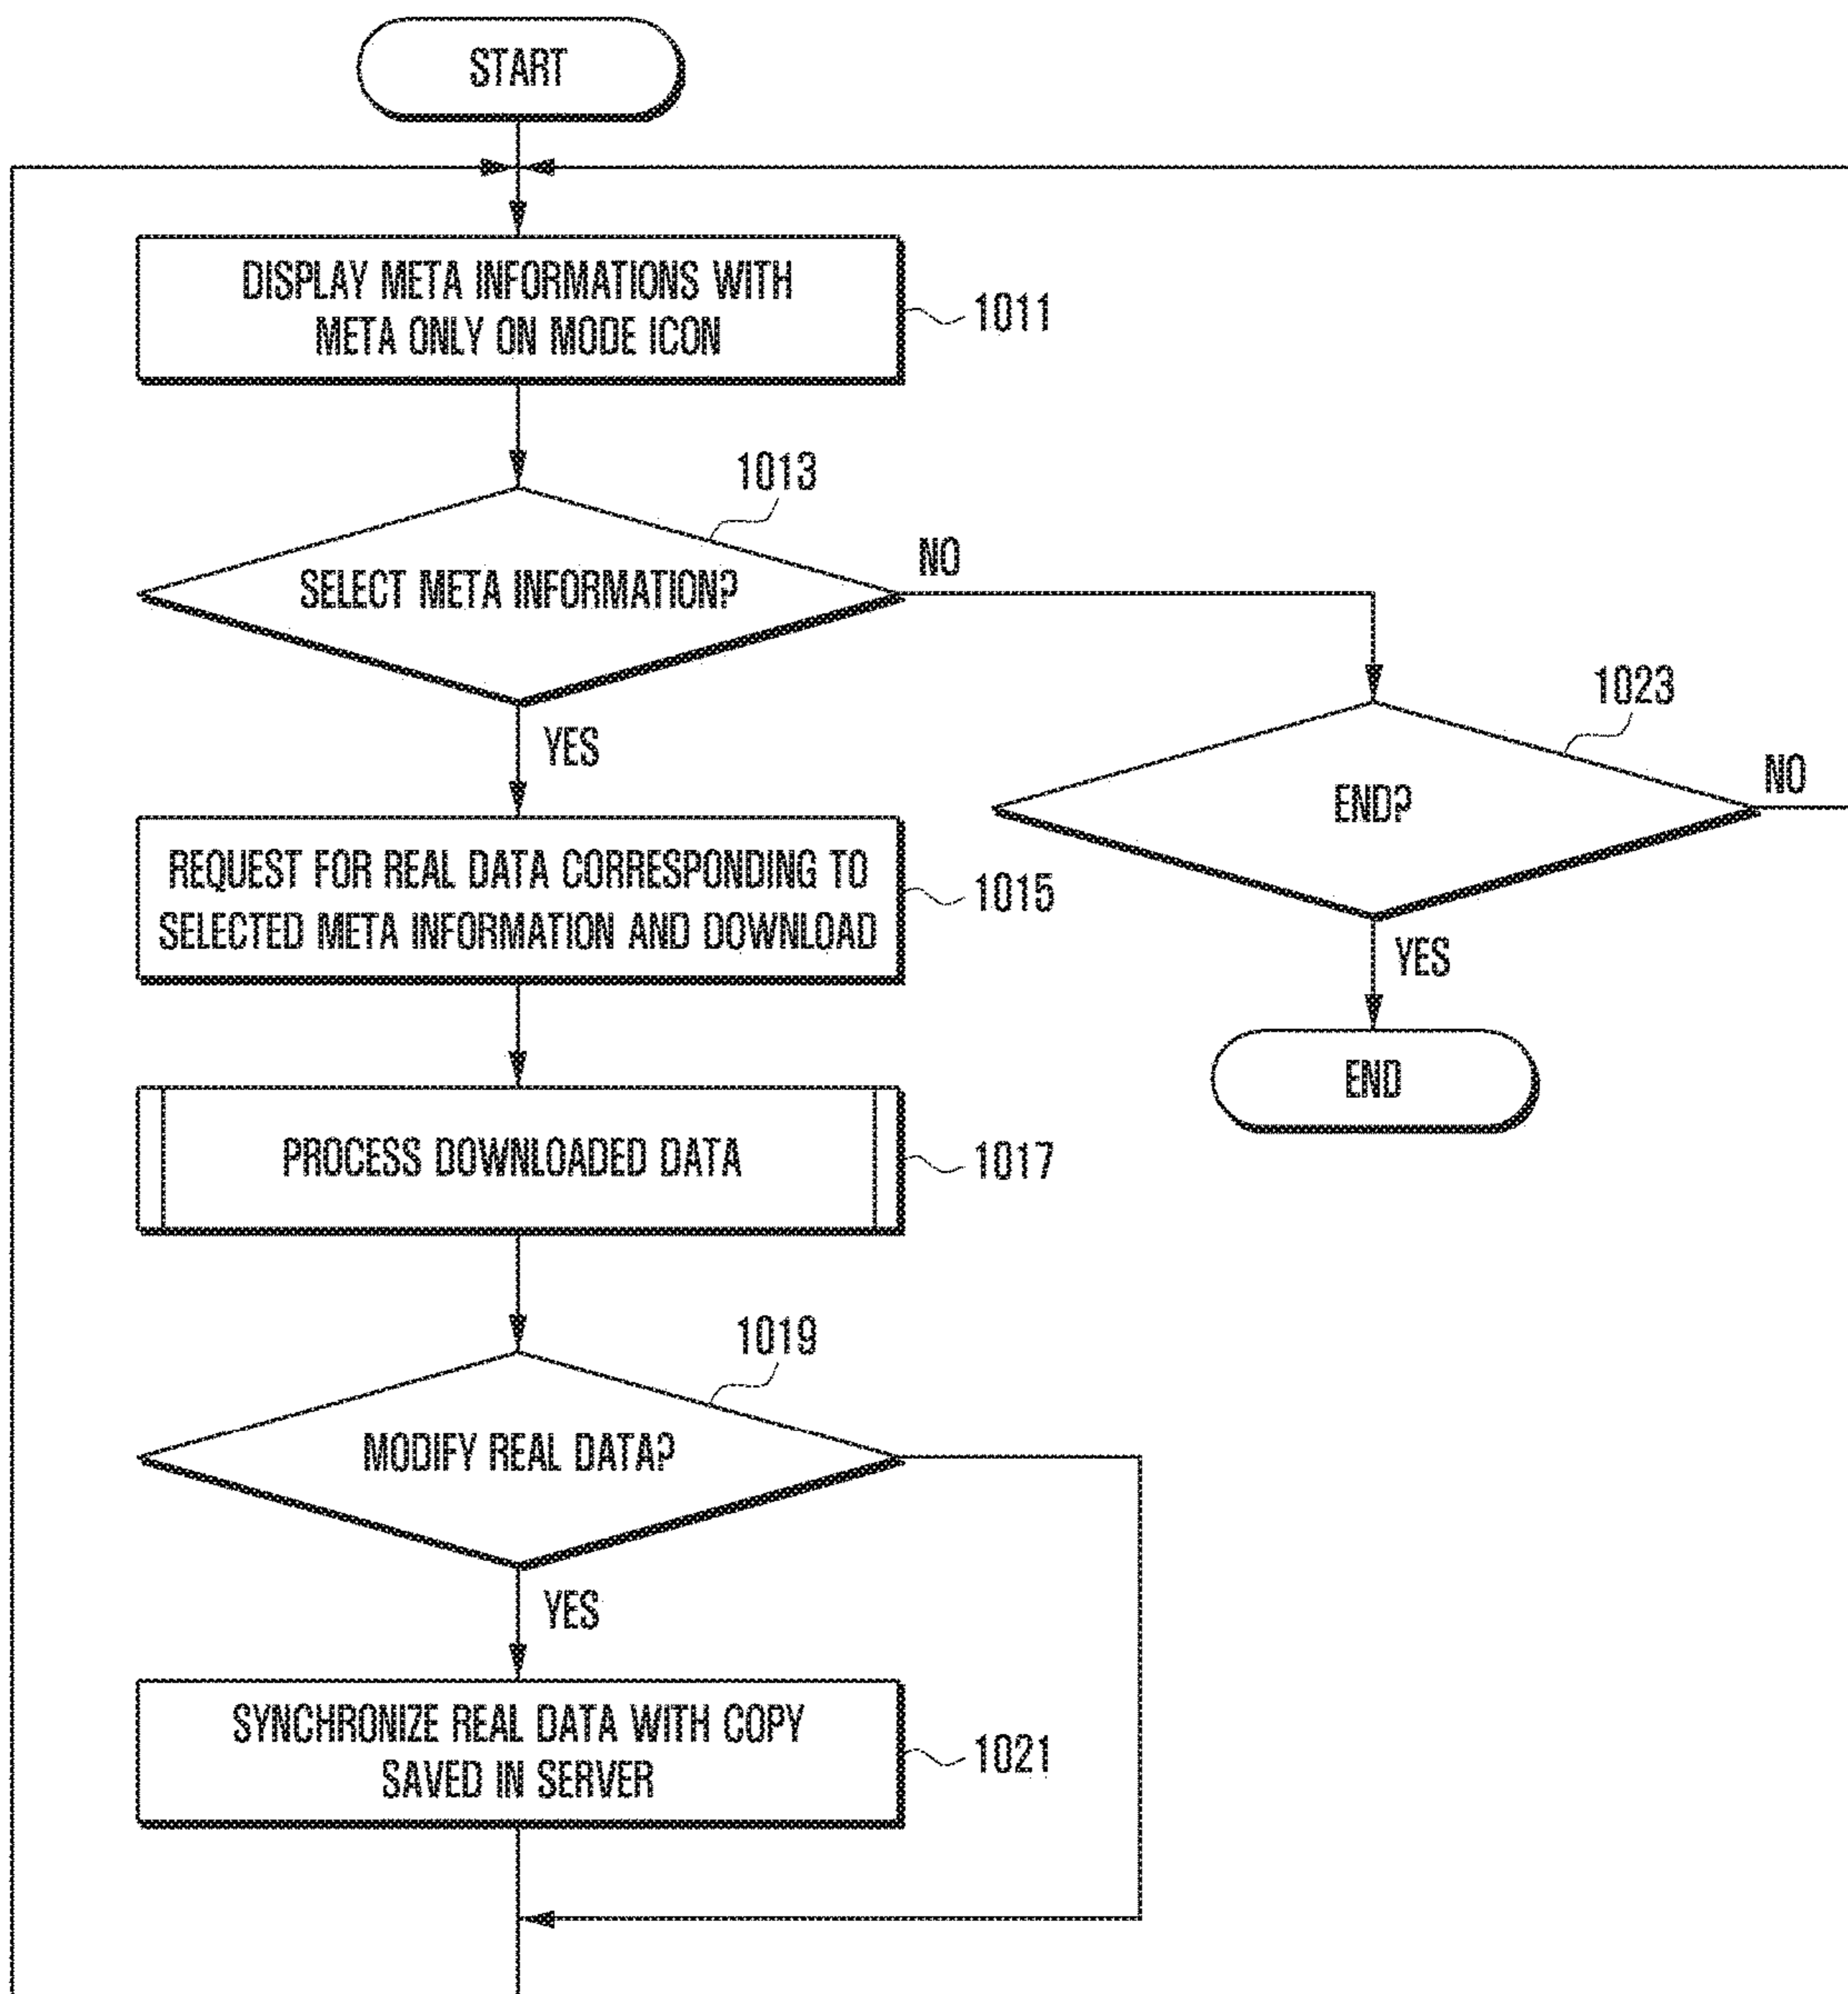 START
DISPLAY META INFORMATIONS WITH
META ONLY ON MODE ICON
1011
1013
SELECT META INFORMATION?
NO
YES
1023
END?
NO
YES
END
REQUEST FOR REAL DATA CORRESPONDING TO
SELECTED META INFORMATION AND DOWNLOAD
1015
PROCESS DOWNLOADED DATA
1017
1019
MODIFY REAL DATA?
YES
SYNCHRONIZE REAL DATA WITH COPY
SAVED IN SERVER
1021